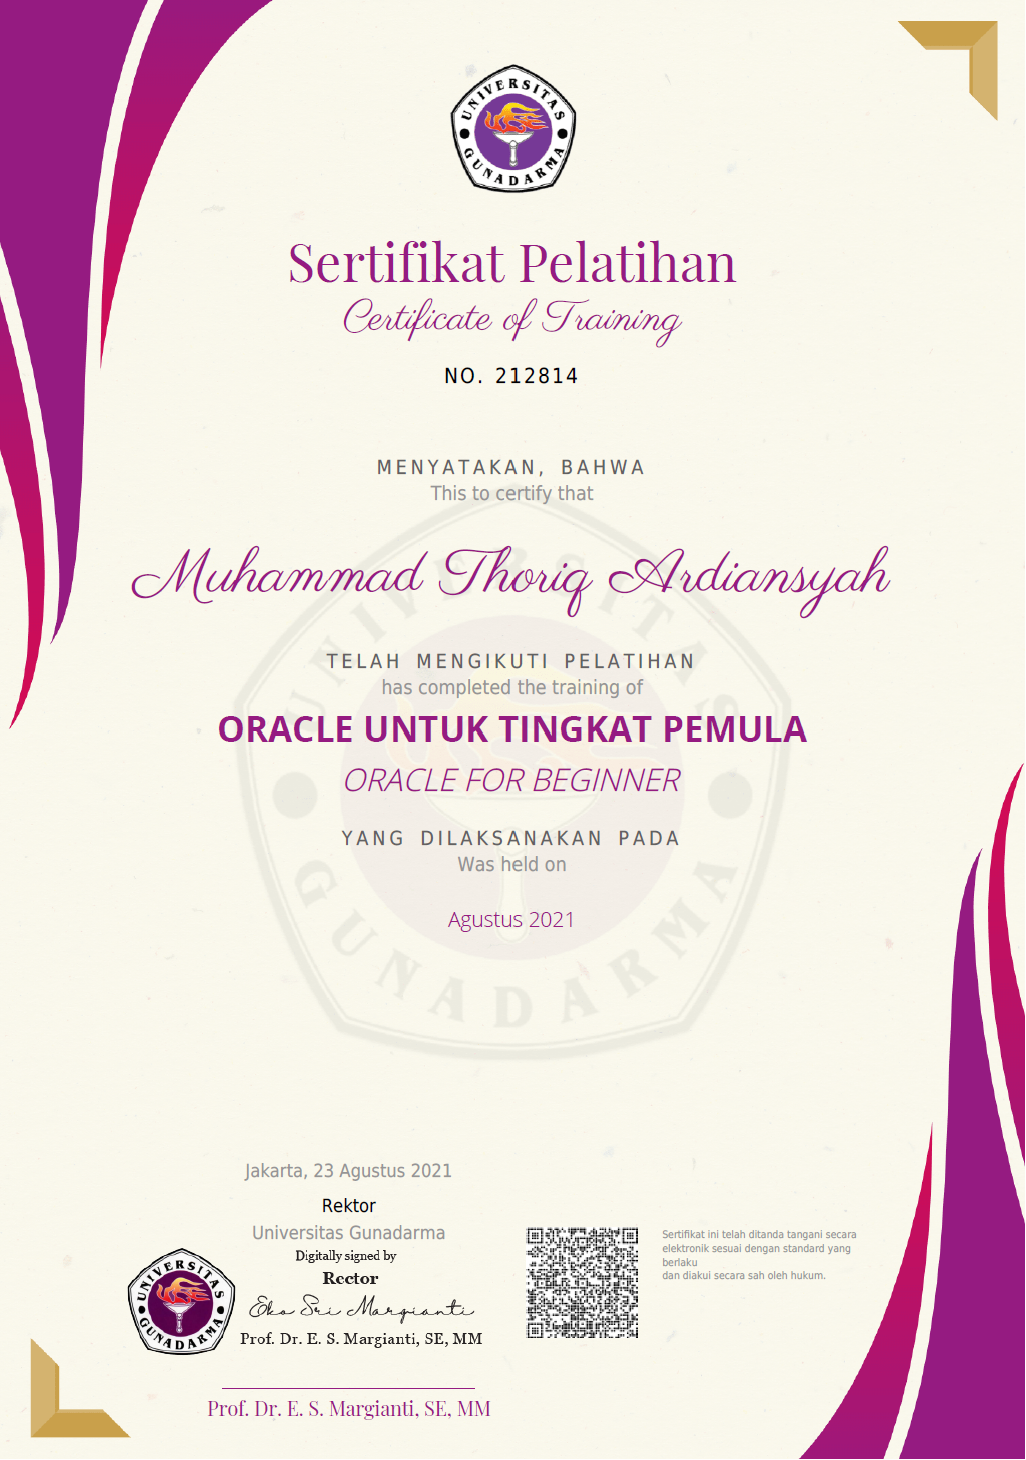 UNIVERSITAS
GUNADARMA
Sertifikat Pelatihan
Certificate of Training
NO. 212814
MENYATAKAN, BAHWA
This to certify that
Muhammad Thoriq Ardiansyah
TELAH MENGIKUTI PELATIHAN
has completed the training of
ORACLE UNTUK TINGKAT PEMULA
ORACLE FOR BEGINNER
YANG DILAKSANAKAN PADA
Was held on
Agustus 2021
UNIVERSITAS
GUNADARMA
Jakarta, 23 Agustus 2021
Rektor
Universitas Gunadarma
Digitally signed by
Rector
Eko Sri Margianti
Prof. Dr. E. S. Margianti, SE, MM
UNIVERSITAS
GUNADARMA
Prof. Dr. E. S. Margianti, SE, MM
Sertifikat ini telah ditanda tangani secara
elektronik sesuai dengan standard yang
berlaku
dan diakui secara sah oleh hukum.